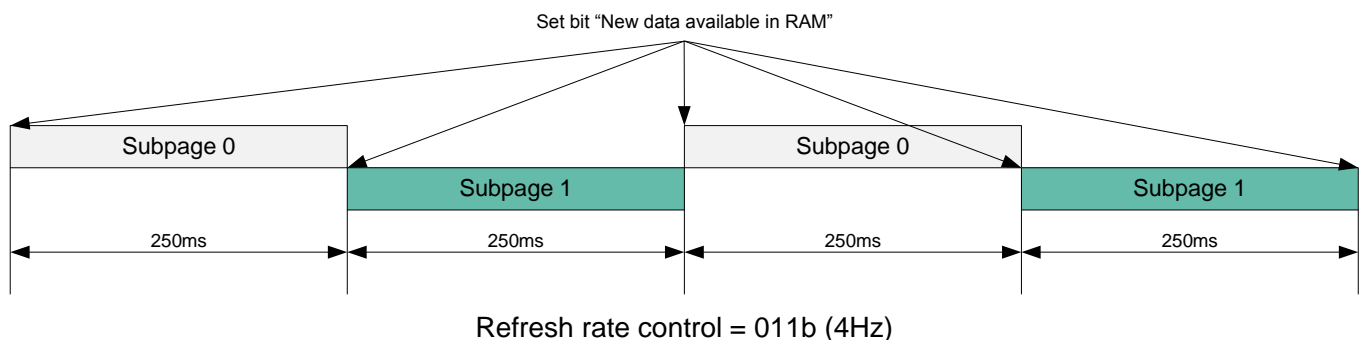 Set bit “New data available in RAM”
Subpage 0
Subpage 0
Subpage 1
Subpage 1
250ms
250ms
250ms
250ms
Refresh rate control = 011b (4Hz)